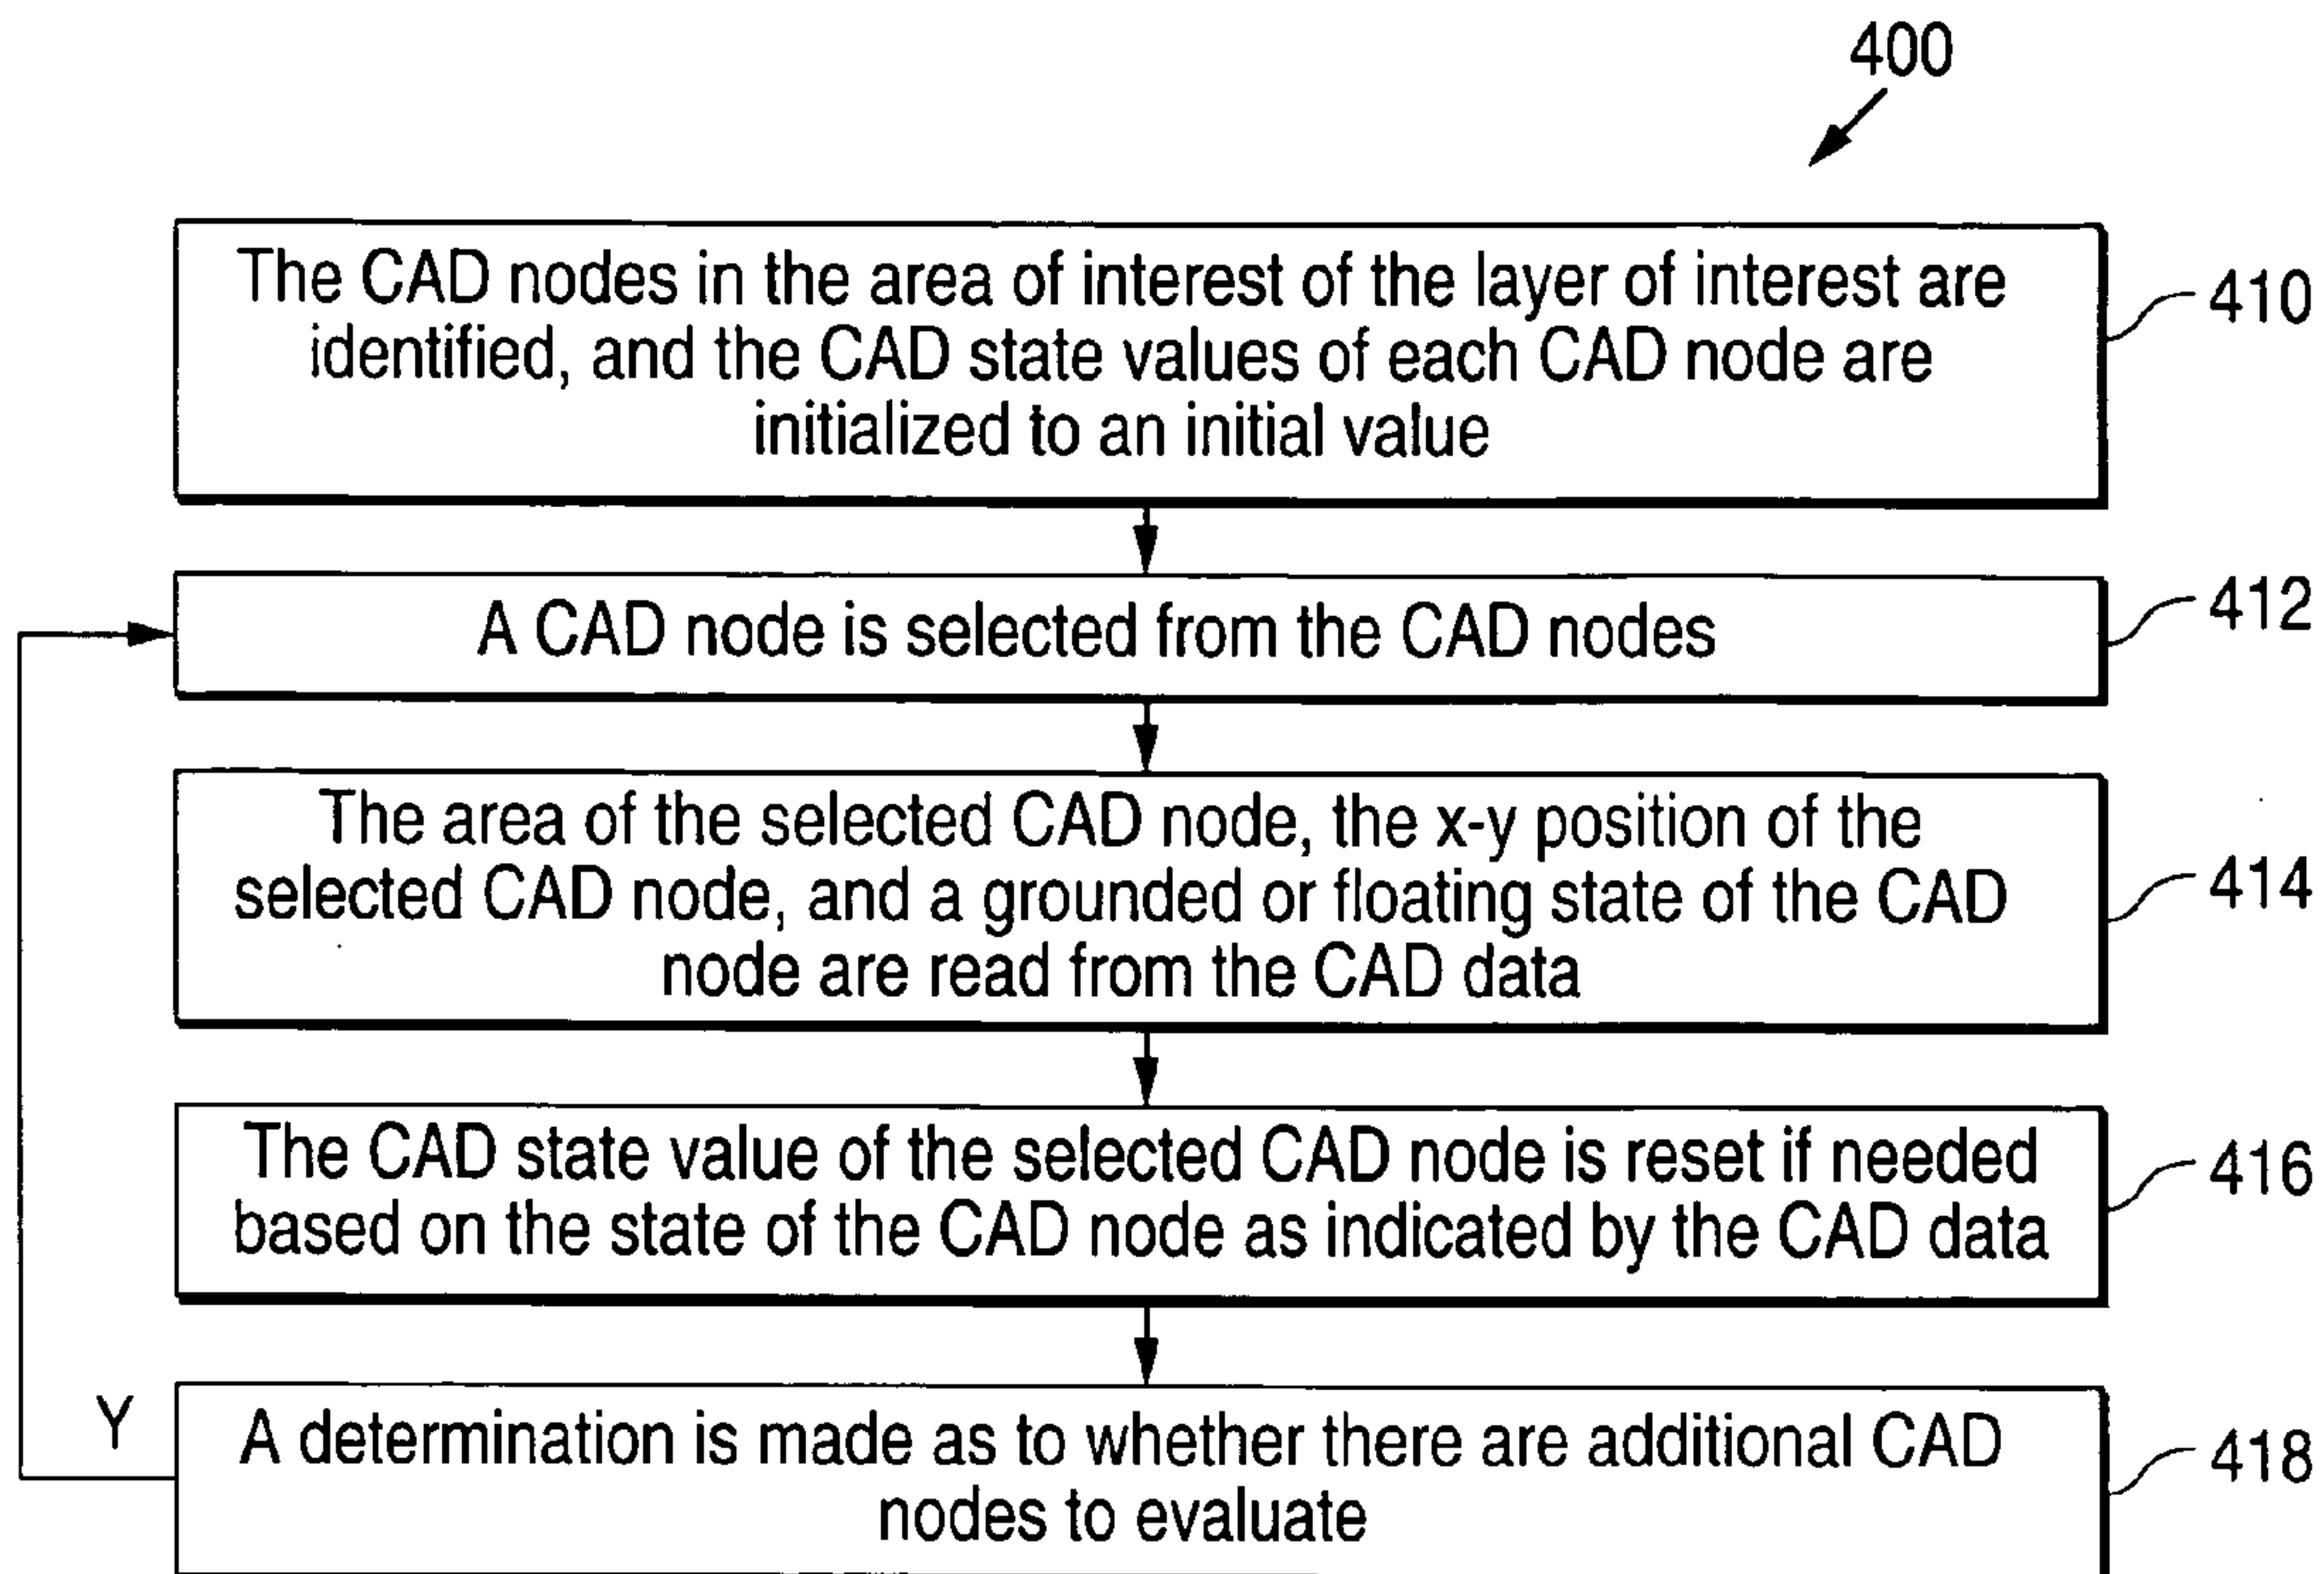 400
The CAD nodes in the area of interest of the layer of interest are
identified, and the CAD state values of each CAD node are
initialized to an initial value
410
A CAD node is selected from the CAD nodes
412
The area of the selected CAD node, the x-y position of the
selected CAD node, and a grounded or floating state of the CAD
node are read from the CAD data
414
The CAD state value of the selected CAD node is reset if needed
based on the state of the CAD node as indicated by the CAD data
416
Y
A determination is made as to whether there are additional CAD
nodes to evaluate
418